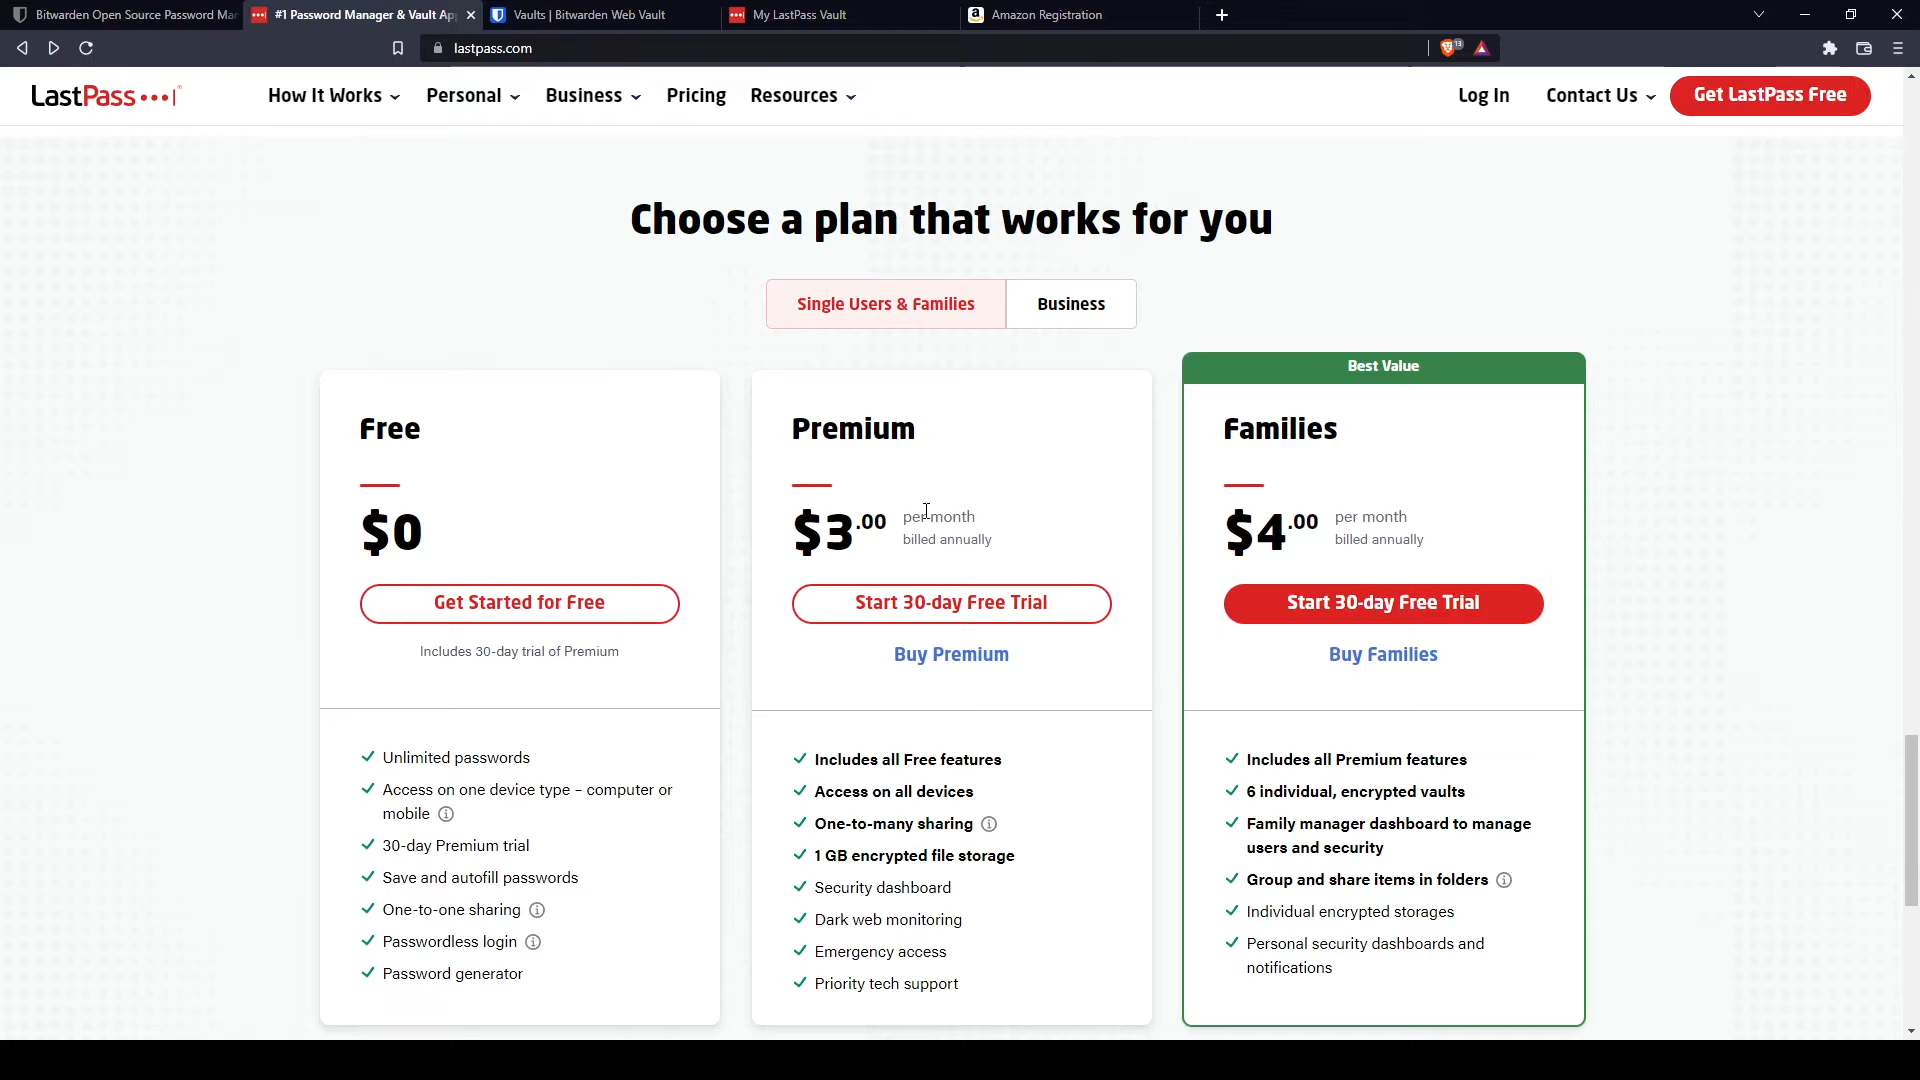 Bitwarden Open Source Password Mar
#1 Password Manager & Vault Ap
Vaults | Bitwarden Web Vault
My LastPass Vault
Amazon Registration
lastpass.com
13
LastPass
How It Works
Personal
Business
Pricing
Resources
Log In
Contact Us
Get LastPass Free
Choose a plan that works for you
Single Users & Families
Business
Free
$0
Get Started for Free
Includes 30-day trial of Premium
Unlimited passwords
Access on one device type – computer or
mobile
30-day Premium trial
Save and autofill passwords
One-to-one sharing
Passwordless login
Password generator
Premium
$3.00
per month
billed annually
Start 30-day Free Trial
Buy Premium
Includes all Free features
Access on all devices
One-to-many sharing
1 GB encrypted file storage
Security dashboard
Dark web monitoring
Emergency access
Priority tech support
Best Value
Families
$4.00
per month
billed annually
Start 30-day Free Trial
Buy Families
Includes all Premium features
6 individual, encrypted vaults
Family manager dashboard to manage
users and security
Group and share items in folders
Individual encrypted storages
Personal security dashboards and
notifications